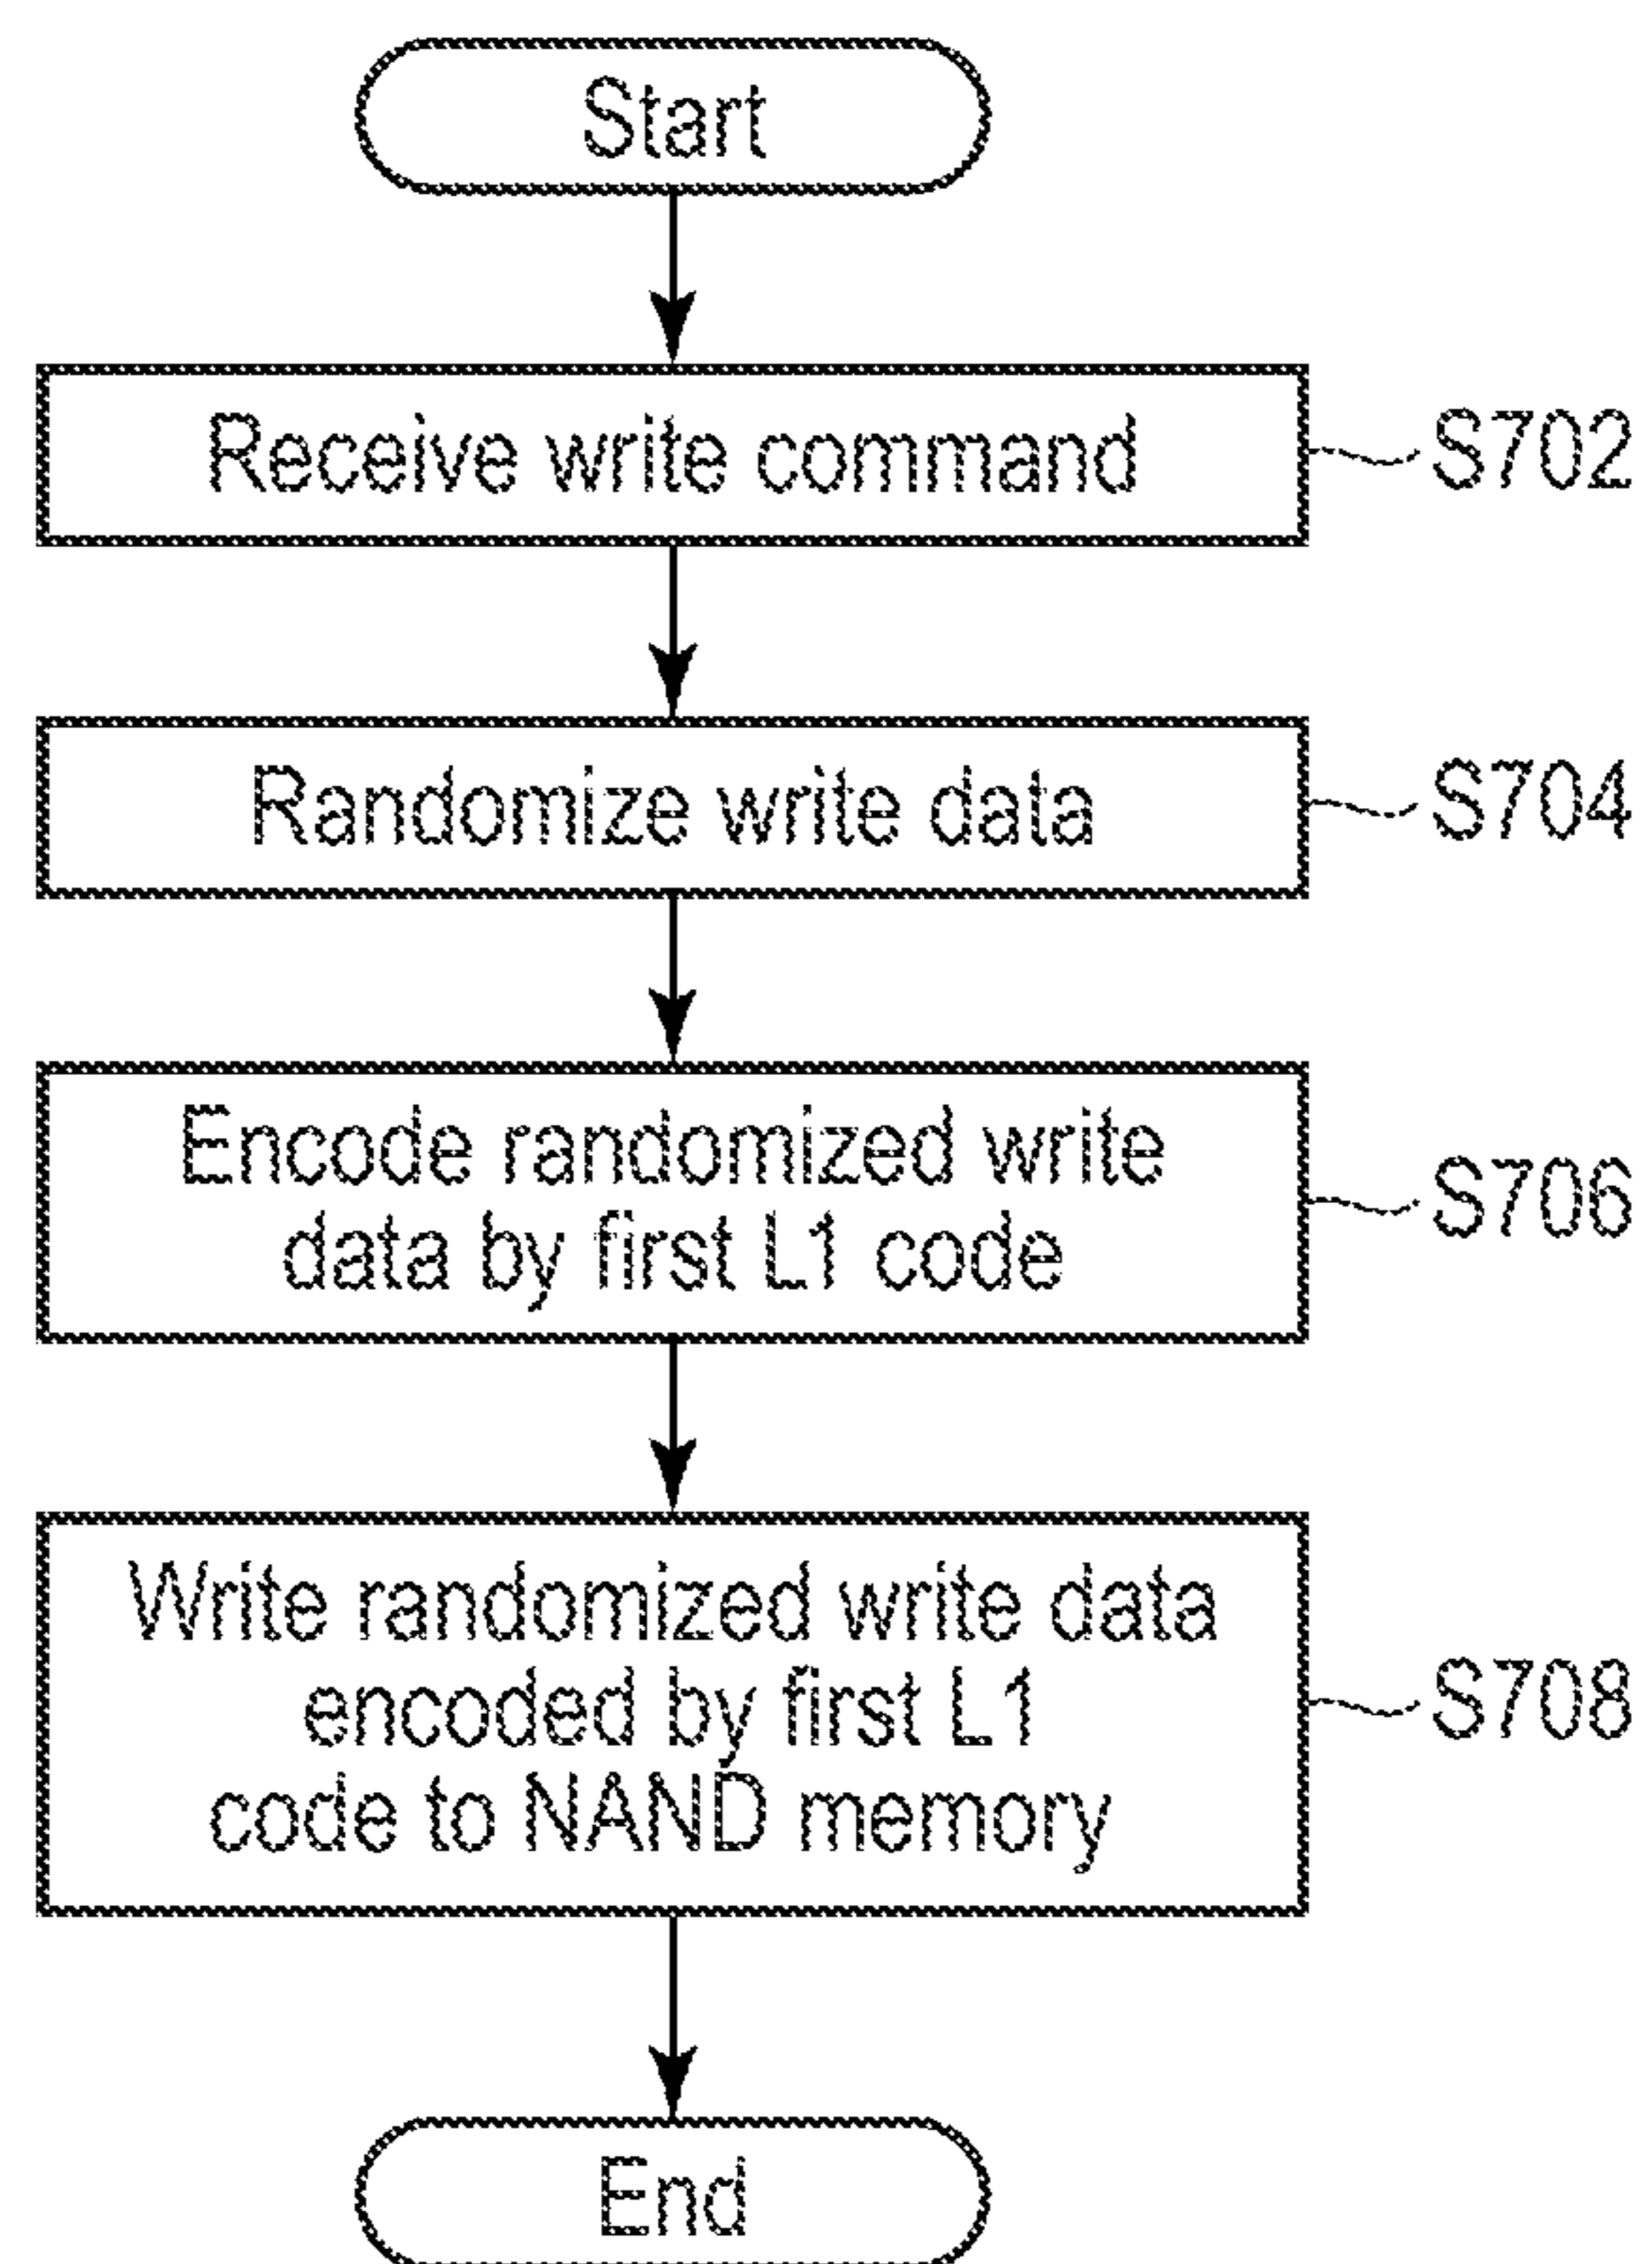 Start
Receive write command
S702
Randomize write data
S704
Encode randomized write
data by first L1 code
S706
Write randomized write data
encoded by first L1
code to NAND memory
S708
End